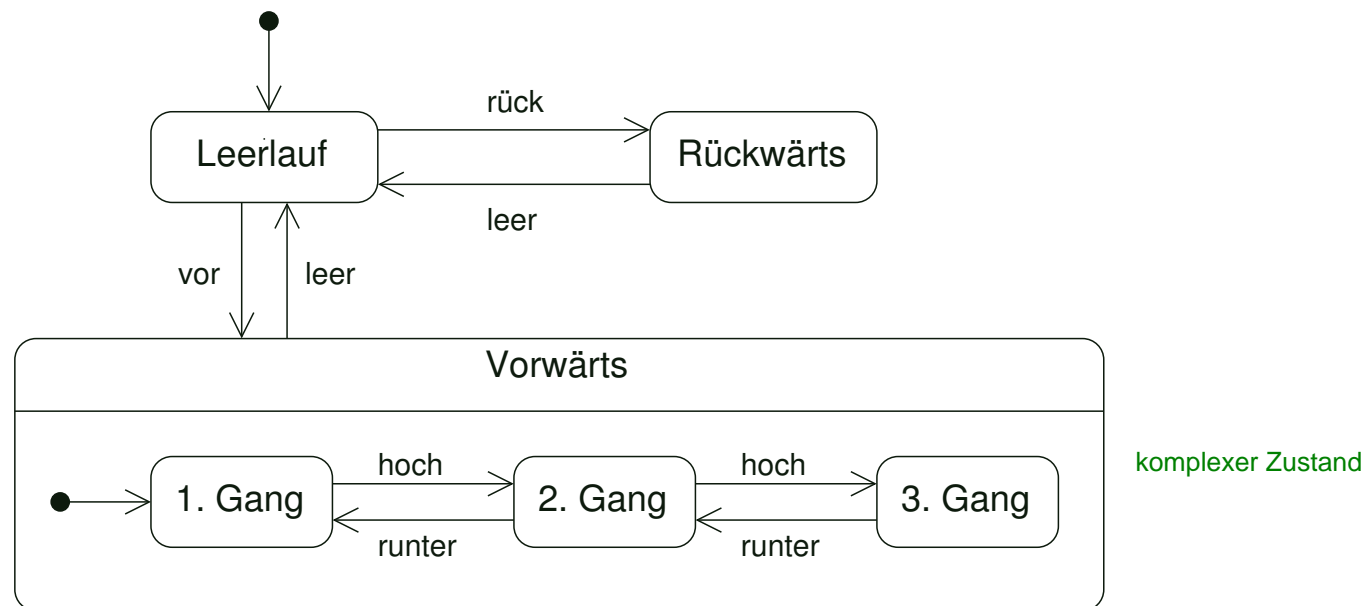 rück
Leerlauf
Rückwärts
leer
vor
leer
Vorwärts
hoch
hoch
komplexer Zustand
1. Gang
2. Gang
3. Gang
runter
runter